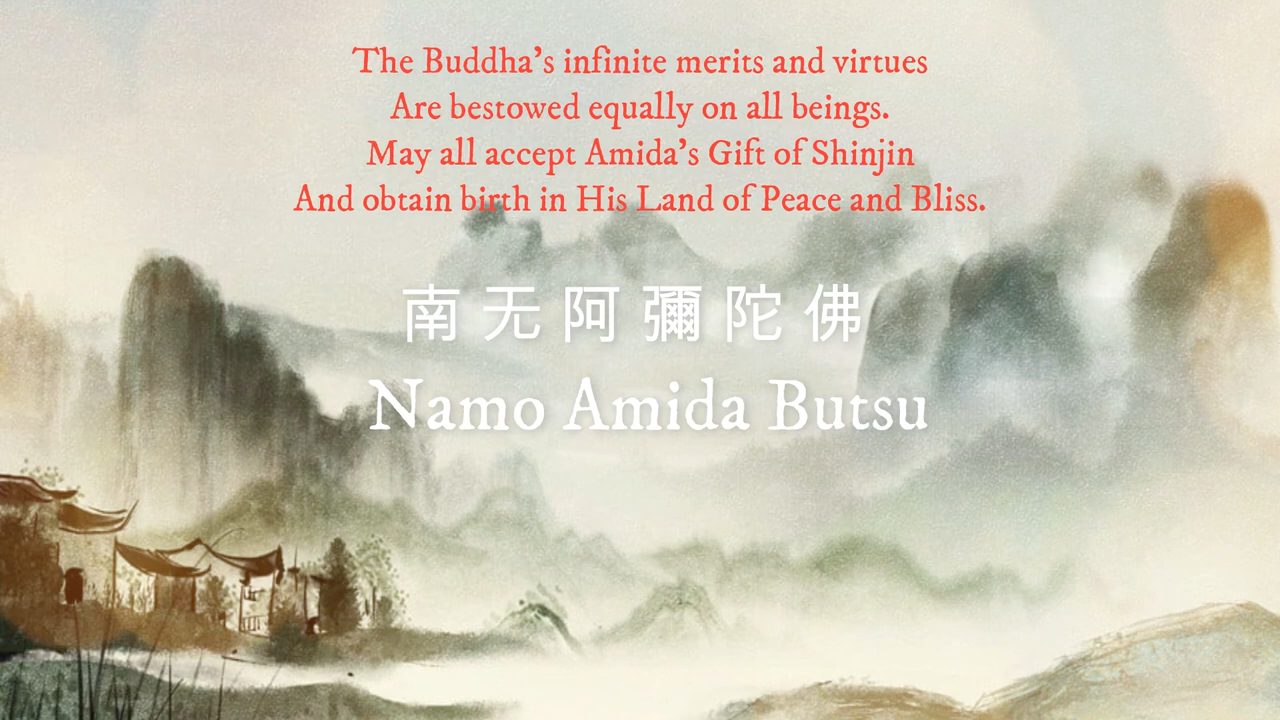 The Buddha’s infinite merits and virtues
Are bestowed equally on all beings.
May all accept Amida’s Gift of Shinjin
And obtain birth in His Land of Peace and Bliss.
南无阿彌陀佛
Namo Amida Butsu